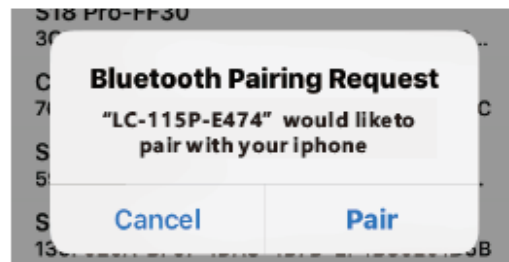 S18 Pro-FF30
Bluetooth Pairing Request
“LC-115P-E474” would liketo
pair with your iphone
Cancel
Pair